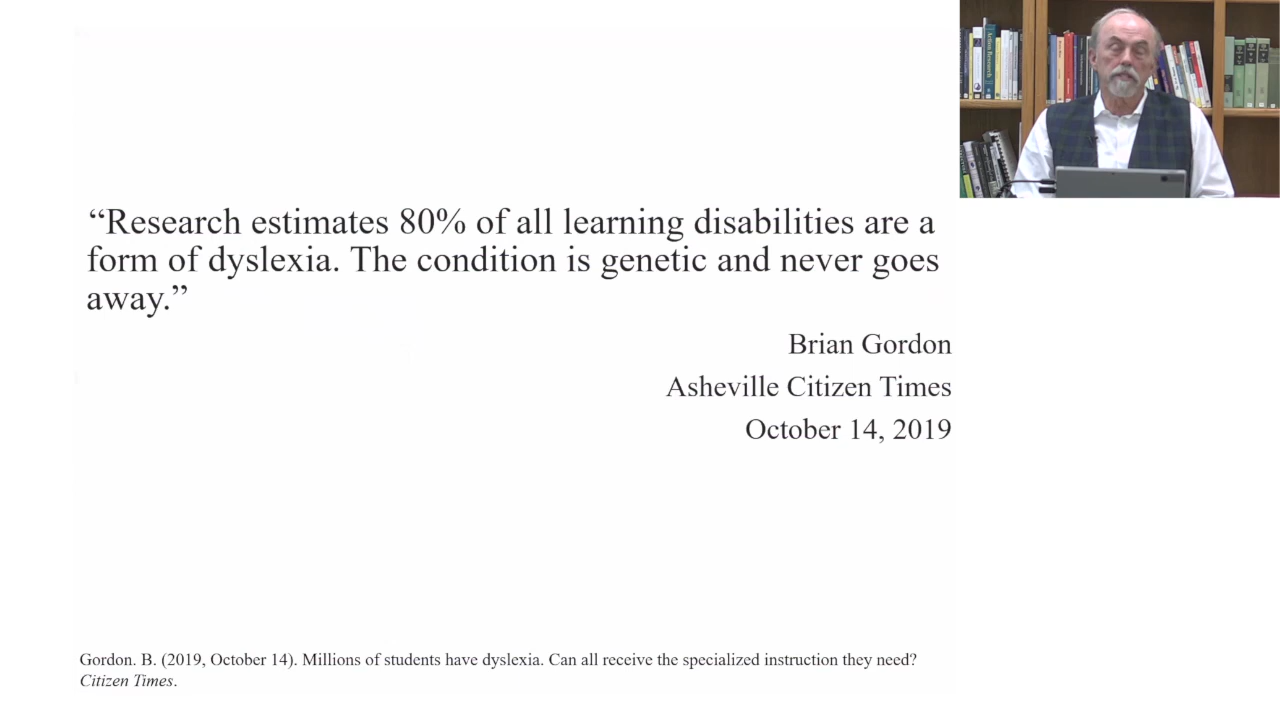 “Research estimates 80% of all learning disabilities are a
form of dyslexia. The condition is genetic and never goes
away.”
Brian Gordon
Asheville Citizen Times
October 14, 2019
Gordon. B. (2019, October 14). Millions of students have dyslexia. Can all receive the specialized instruction they need?
Citizen Times.
Action Research